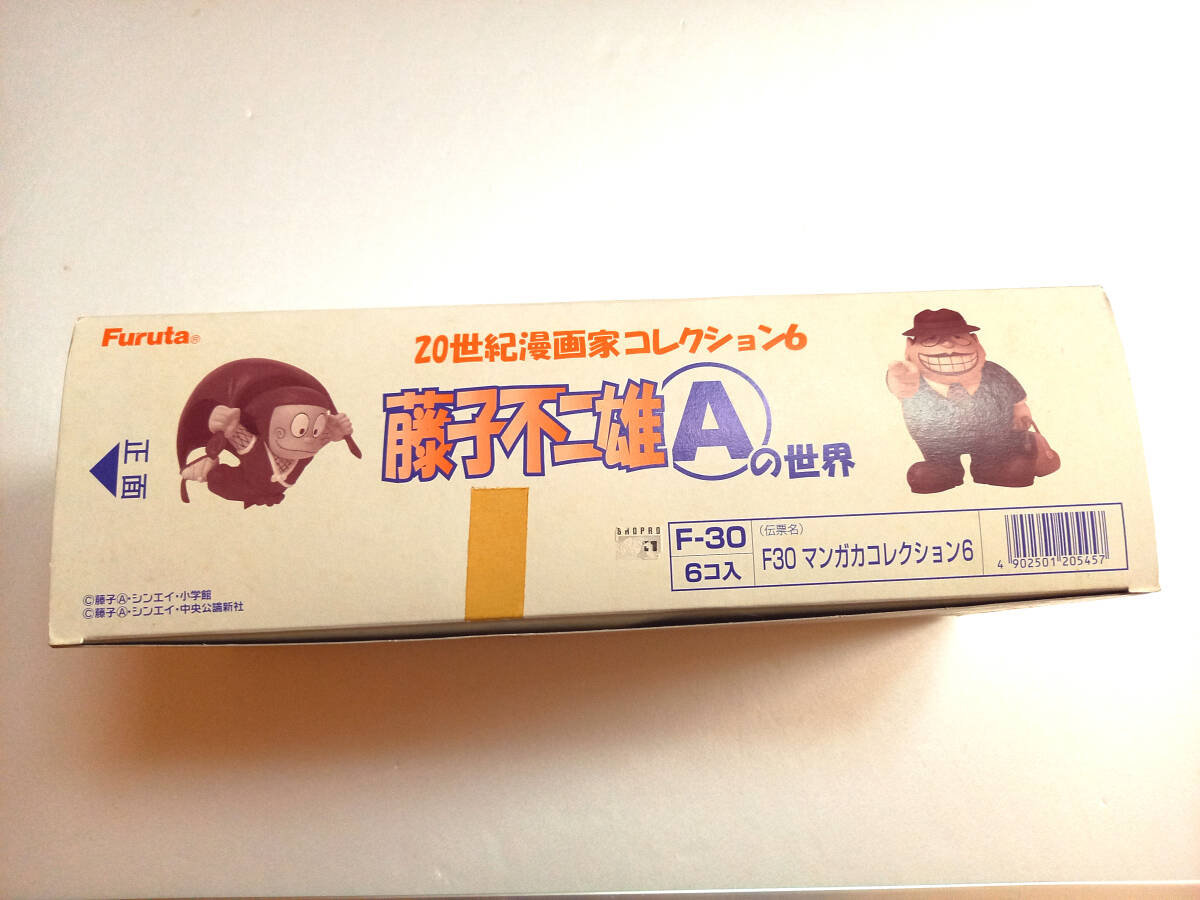 Furuta®
20世紀漫画家コレクション6
藤子不二雄Ⓐの世界
正面
SHOPRO
F-30
6コ入
(伝票名)
F30 マンガカコレクション6
4 902501 205457
©藤子Ⓐ・シンエイ・小学館
©藤子Ⓐ・シンエイ・中央公論新社